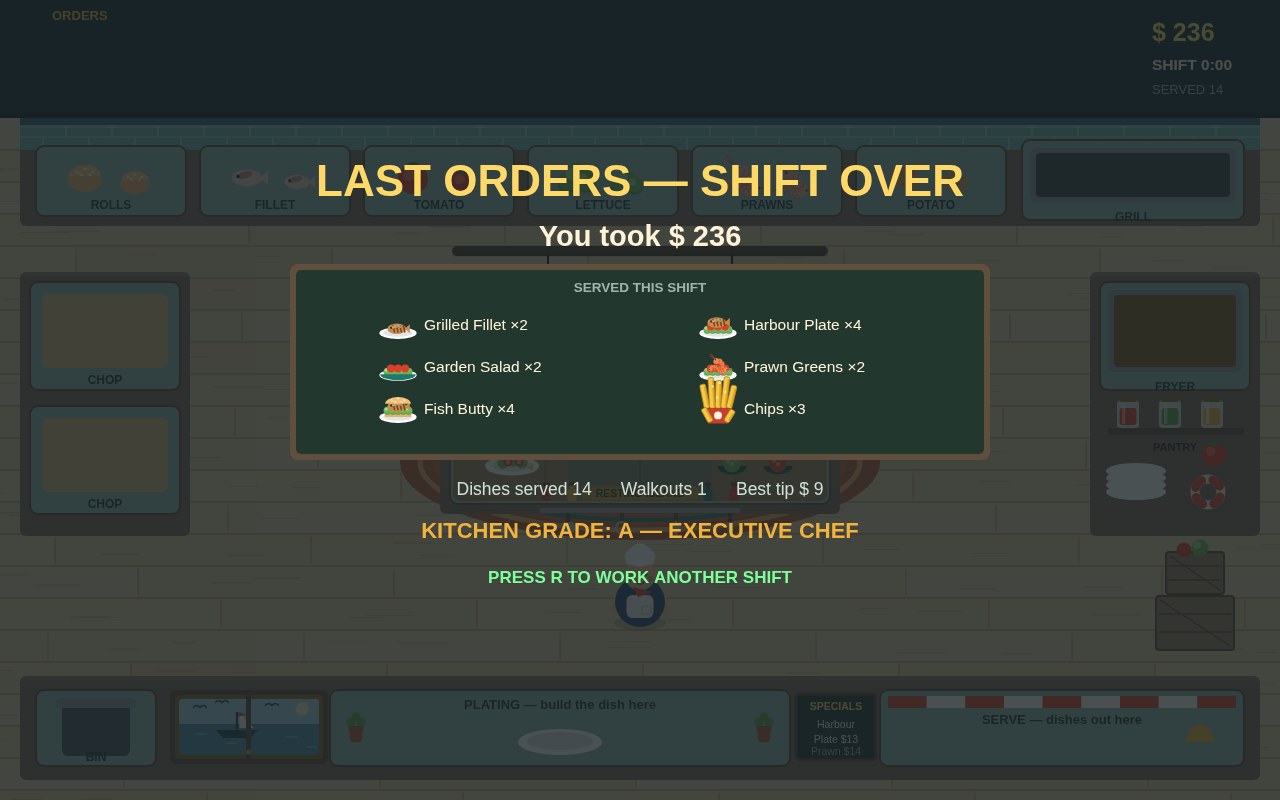 ORDERS
$ 236
SHIFT 0:00
SERVED 14
ROLLS
FILLET
TOMATO
LETTUCE
PRAWNS
POTATO
GRILL
LAST ORDERS — SHIFT OVER
You took $ 236
SERVED THIS SHIFT
Grilled Fillet ×2
Harbour Plate ×4
Garden Salad ×2
Prawn Greens ×2
Fish Butty ×4
Chips ×3
CHOP
CHOP
FRYER
PANTRY
Dishes served 14 Walkouts 1 Best tip $ 9
KITCHEN GRADE: A — EXECUTIVE CHEF
PRESS R TO WORK ANOTHER SHIFT
BIN
PLATING — build the dish here
SPECIALS
Harbour
Plate $13
Prawn $14
SERVE — dishes out here